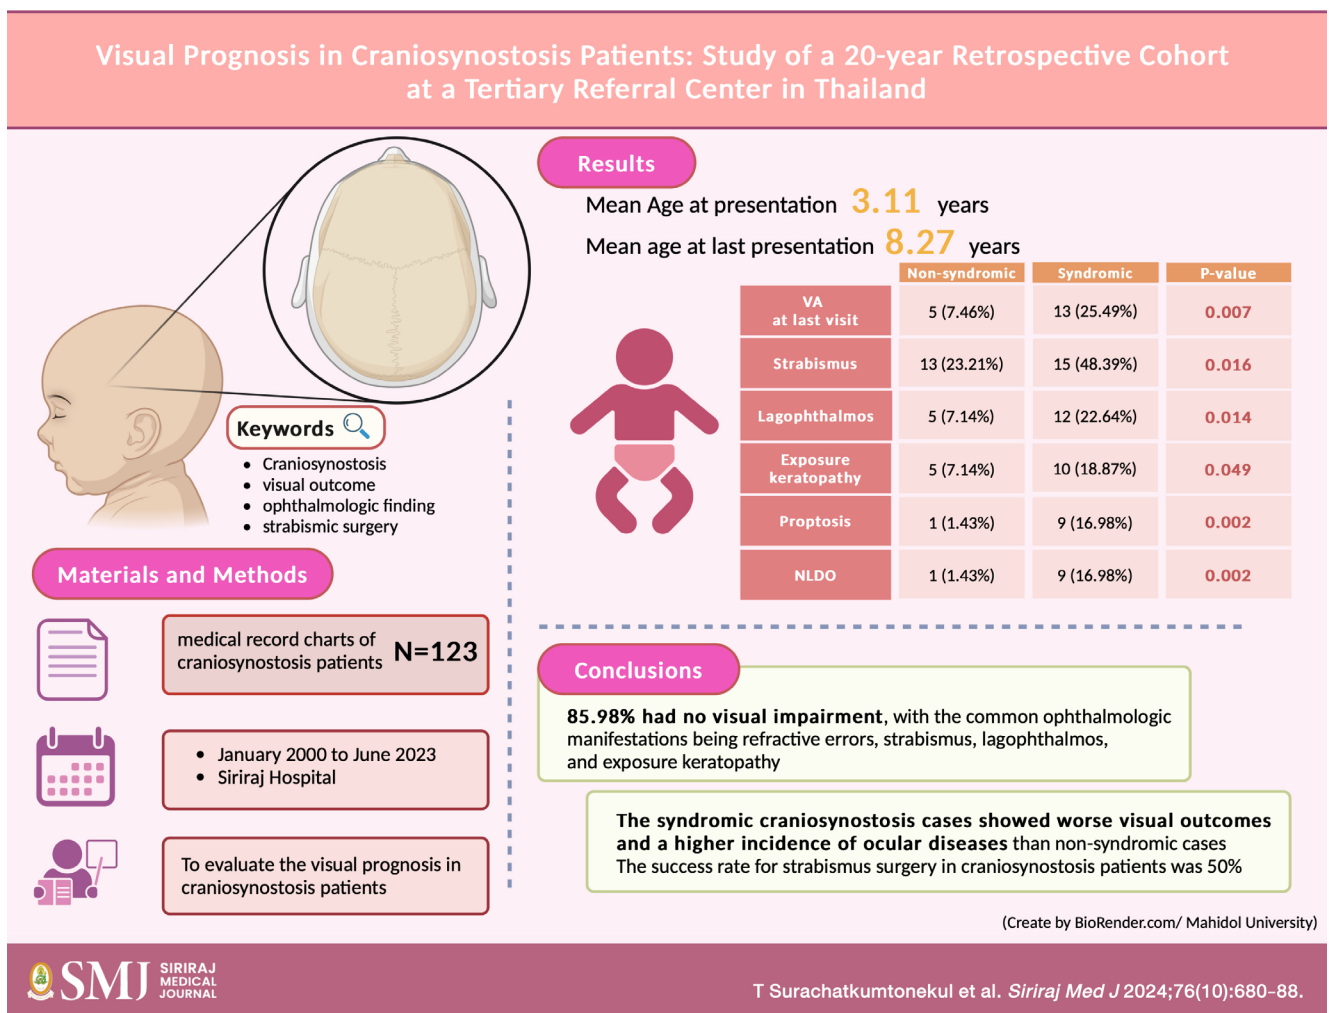 Visual Prognosis in Craniosynostosis Patients: Study of a 20-year Retrospective Cohort
at a Tertiary Referral Center in Thailand
Keywords
• Craniosynostosis
• visual outcome
• ophthalmologic finding
• strabismic surgery
Materials and Methods
medical record charts of
craniosynostosis patients N=123
• January 2000 to June 2023
• Siriraj Hospital
To evaluate the visual prognosis in
craniosynostosis patients
Results
Mean Age at presentation 3.11 years
Mean age at last presentation 8.27 years
Non-syndromic Syndromic P-value
VA
at last visit 5 (7.46%) 13 (25.49%) 0.007
Strabismus 13 (23.21%) 15 (48.39%) 0.016
Lagophthalmos 5 (7.14%) 12 (22.64%) 0.014
Exposure
keratopathy 5 (7.14%) 10 (18.87%) 0.049
Proptosis 1 (1.43%) 9 (16.98%) 0.002
NLDO 1 (1.43%) 9 (16.98%) 0.002
Conclusions
85.98% had no visual impairment, with the common ophthalmologic
manifestations being refractive errors, strabismus, lagophthalmos,
and exposure keratopathy
The syndromic craniosynostosis cases showed worse visual outcomes
and a higher incidence of ocular diseases than non-syndromic cases
The success rate for strabismus surgery in craniosynostosis patients was 50%
(Create by BioRender.com/ Mahidol University)
SMJ
SIRIRAJ
MEDICAL
JOURNAL
T Surachatkumtonekul et al. Siriraj Med J 2024;76(10):680-88.